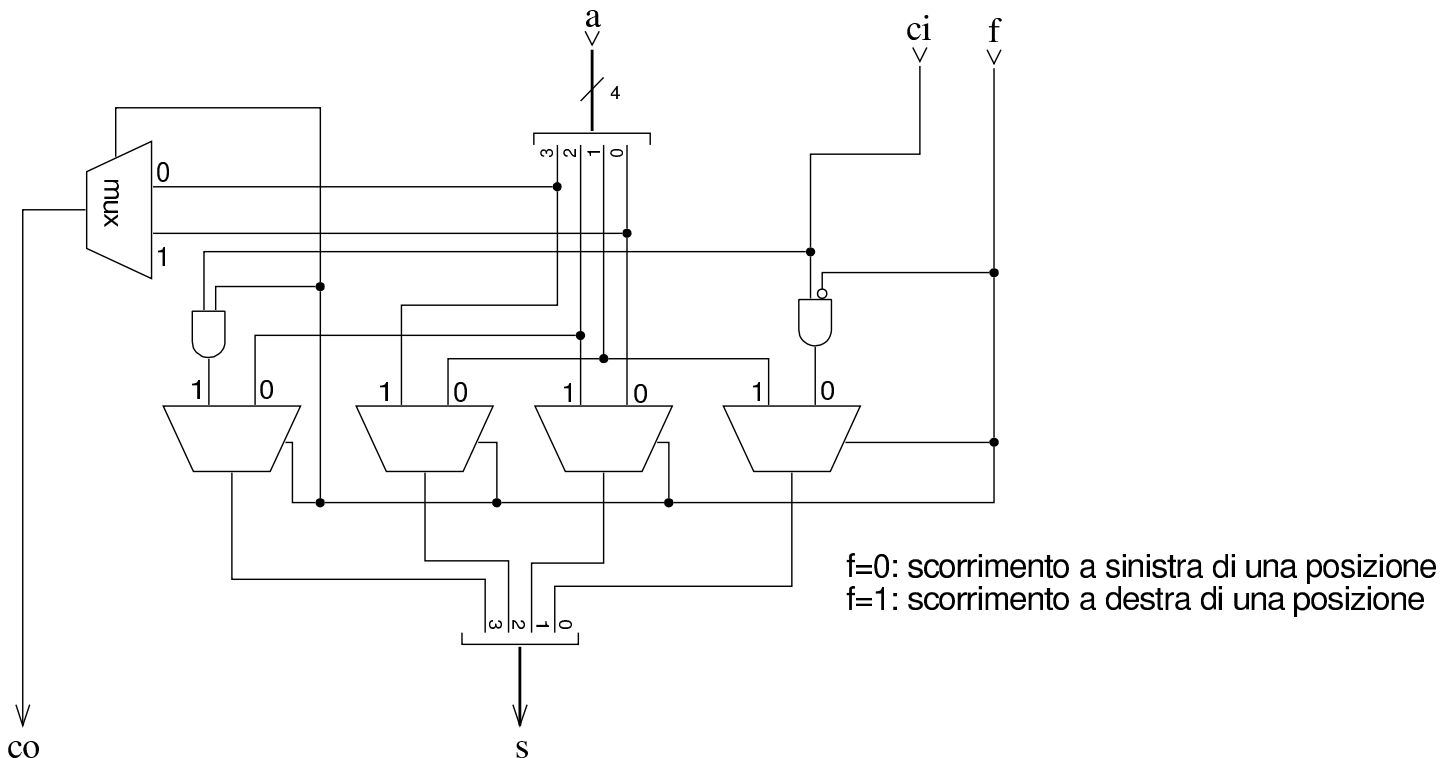 a
ci
f
4
3 2 1 0
0
mux
1
1 0
1 0
1 0
1 0
f=0: scorrimento a sinistra di una posizione
f=1: scorrimento a destra di una posizione
3 2 1 0
co
s